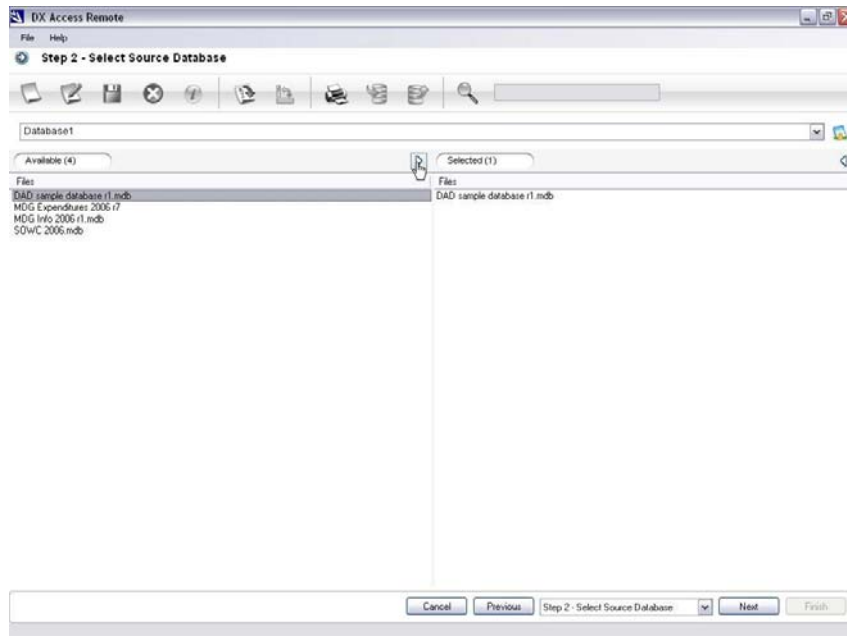 DX Access Remote
File Help
Step 2 - Select Source Database
Database1
Available (4)
Selected (1)
Files
Files
DAD sample database r1.mdb
DAD sample database r1.mdb
MDG Expenditures 2006 r7
MDG Info 2006 r1.mdb
SOWC 2006.mdb
Cancel Previous Step 2 - Select Source Database Next Finish